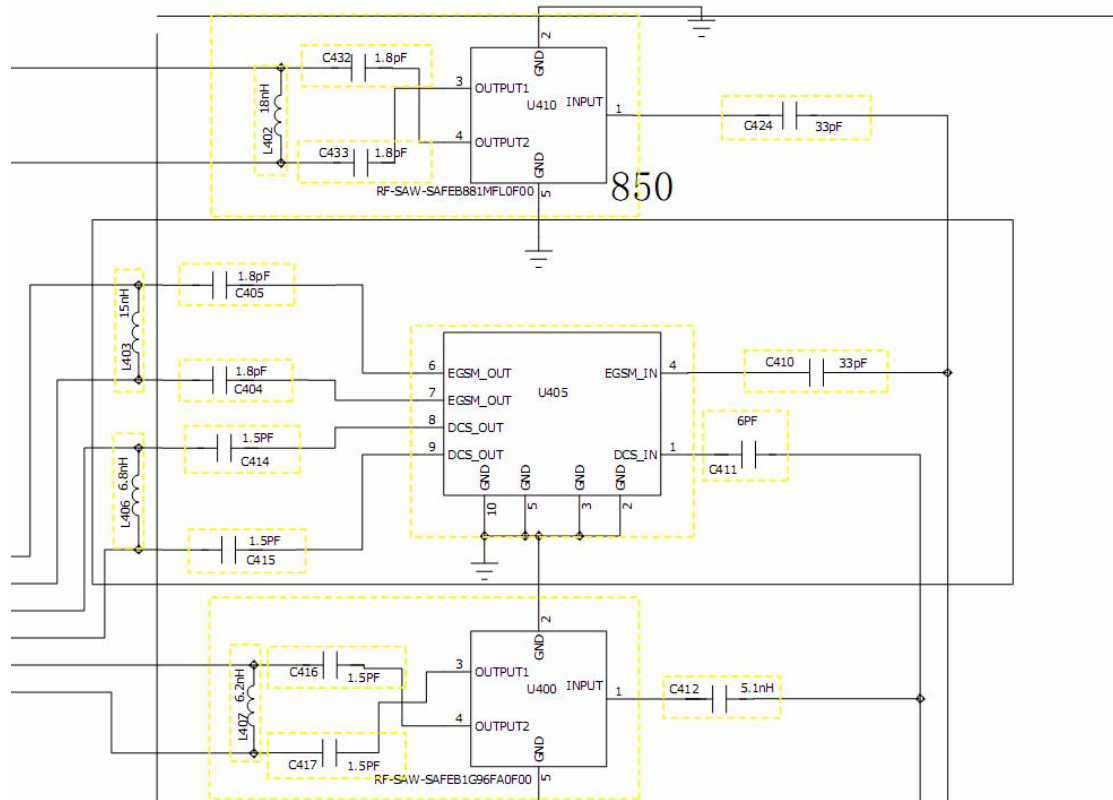 2
C432 1.8pF
GND
18nH
3 OUTPUT1
U410 INPUT 1
L402
C424 33pF
4 OUTPUT2
C433 1.8pF
GND
RF-SAW-SAFEB881MFL0F00 5
850
1.8pF
C405
15nH
L403
1.8pF
C404
6 EGSM_OUT EGSM_IN 4
C410 33pF
U405
7 EGSM_OUT
6PF
8 DCS_OUT
1.5PF
C414
9 DCS_OUT DCS_IN 1
C411
6.8nH
L406
GND GND GND GND
10 5 3 2
1.5PF
C415
2
GND
C416 1.5PF
6.2nH
L407
3 OUTPUT1
U400 INPUT 1
C412 5.1nH
4 OUTPUT2
GND
C417 1.5PF
RF-SAW-SAFEB1G96FA0F00 5